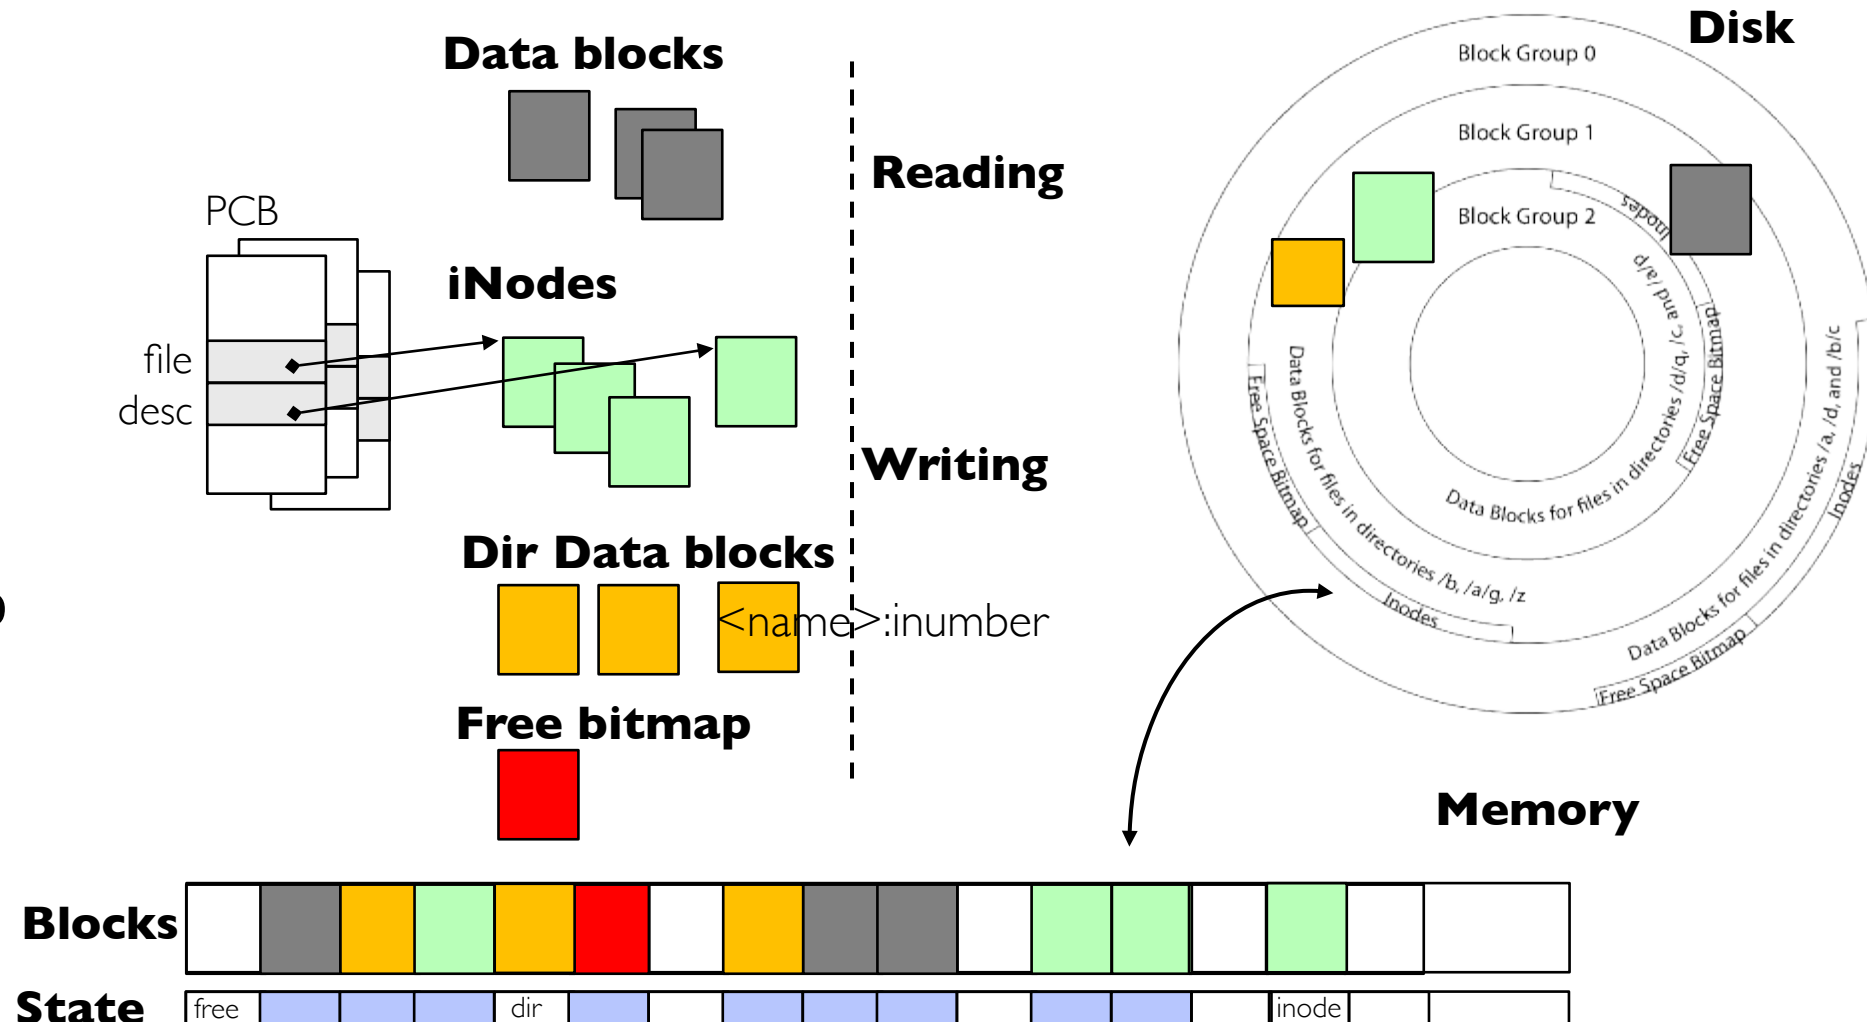 Data blocks
Disk
Block Group 0
Block Group 1
Reading
PCB
Block Group 2
Inodes
iNodes
Data Blocks for files in directories /d/q, /c, and /a/p
Free Space Bitmap
file
desc
Writing
Data Blocks for files in directories /b, /a/g, /z
Free Space Bitmap
Inodes
Data Blocks for files in directories /a, /d, and /b/c
Inodes
Free Space Bitmap
Dir Data blocks
<name>:inumber
Free bitmap
Memory
Blocks
State
free
dir
inode